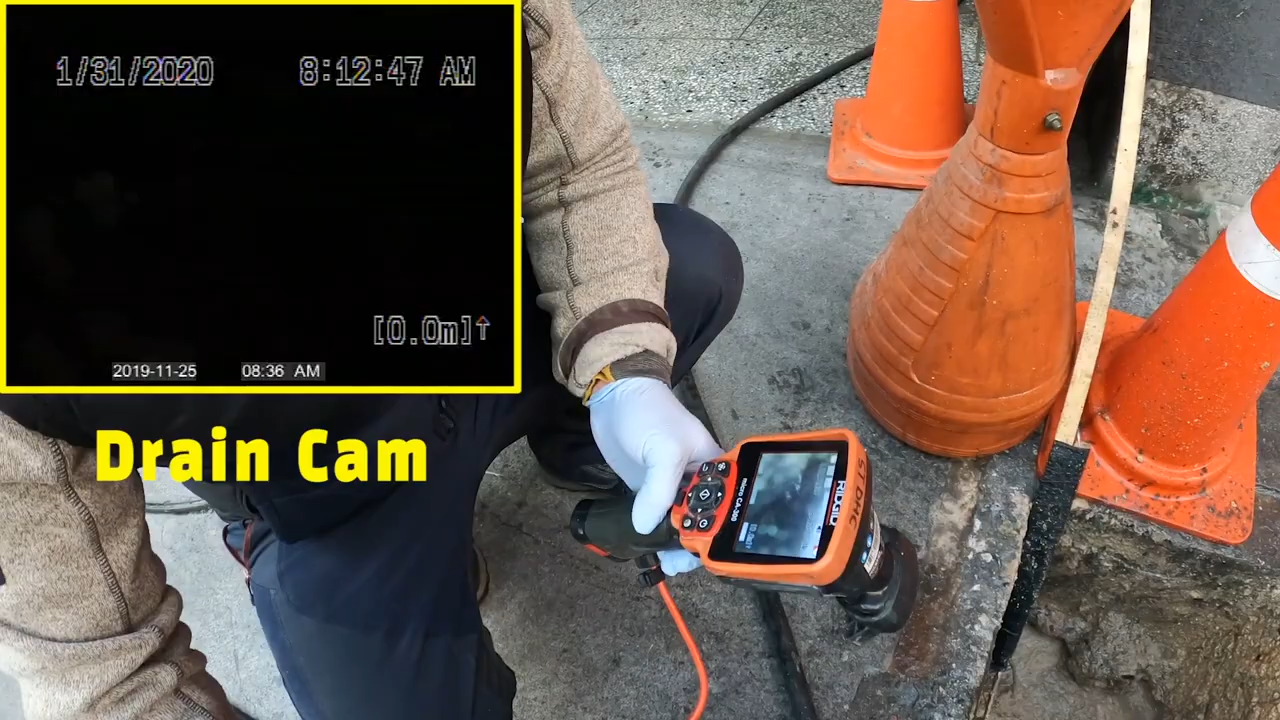 1/31/2020 8:12:47 AM
[0.0m]↑
2019-11-25 08:36 AM
Drain Cam
RIDGID
micro CA-300